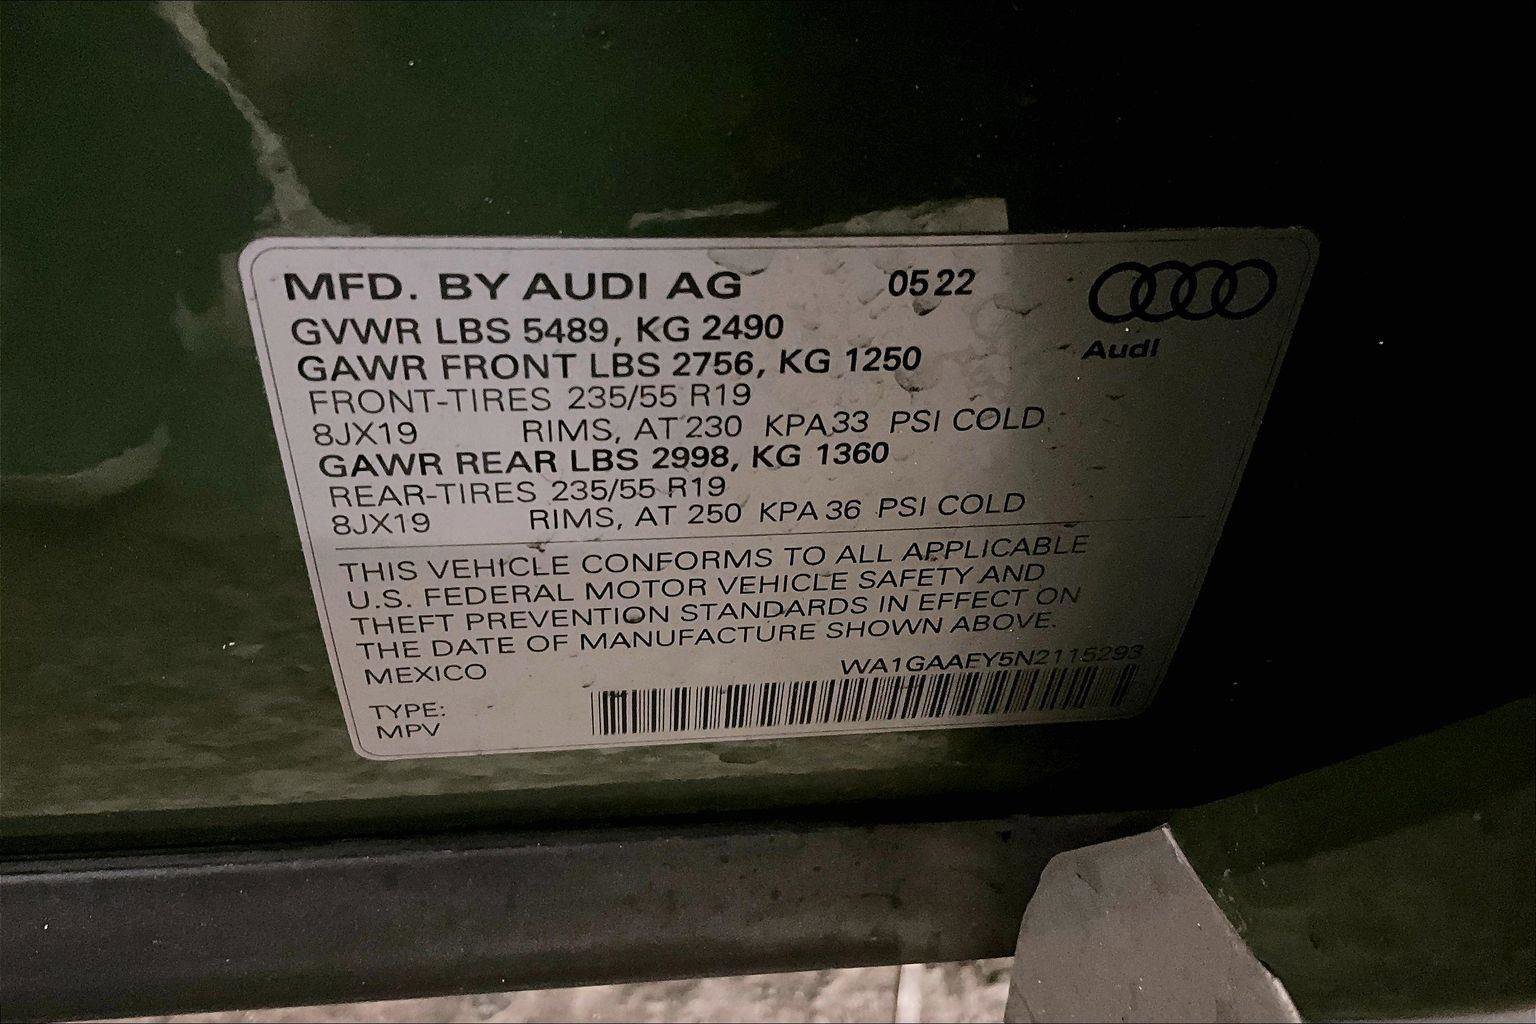 MFD. BY AUDI AG 05 22
GVWR LBS 5489, KG 2490
GAWR FRONT LBS 2756, KG 1250
Audi
FRONT-TIRES 235/55 R19
8JX19 RIMS, AT 230 KPA 33 PSI COLD
GAWR REAR LBS 2998, KG 1360
REAR-TIRES 235/55 R19
8JX19 RIMS, AT 250 KPA 36 PSI COLD
THIS VEHICLE CONFORMS TO ALL APPLICABLE
U.S. FEDERAL MOTOR VEHICLE SAFETY AND
THEFT PREVENTION STANDARDS IN EFFECT ON
THE DATE OF MANUFACTURE SHOWN ABOVE.
MEXICO WA1GAAFY5N2115293
TYPE:
MPV